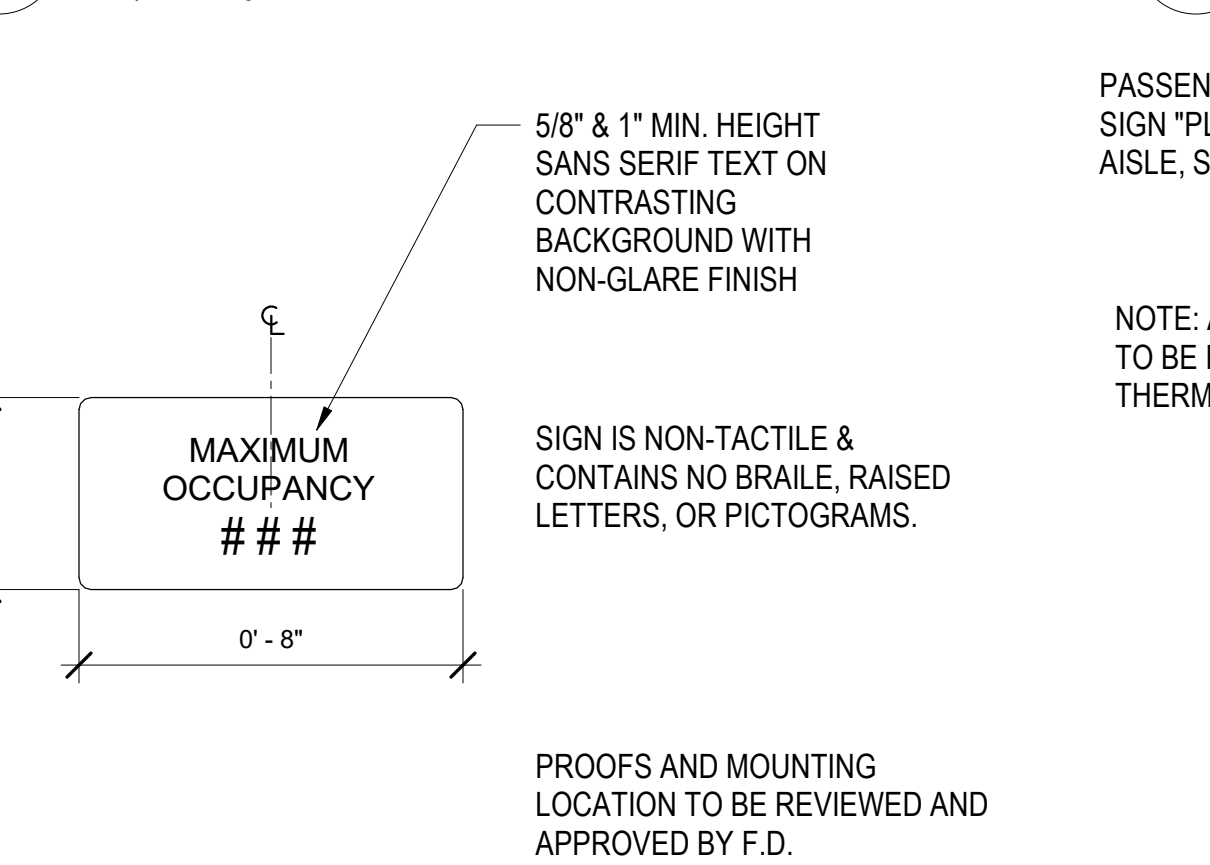 5/8" & 1" MIN. HEIGHT
SANS SERIF TEXT ON
CONTRASTING
BACKGROUND WITH
NON-GLARE FINISH
PASSEN
SIGN "PL
AISLE, S
NOTE:
TO BE
THERM
℄
MAXIMUM
OCCUPANCY
###
SIGN IS NON-TACTILE &
CONTAINS NO BRAILE, RAISED
LETTERS, OR PICTOGRAMS.
0' - 8"
PROOFS AND MOUNTING
LOCATION TO BE REVIEWED AND
APPROVED BY F.D.